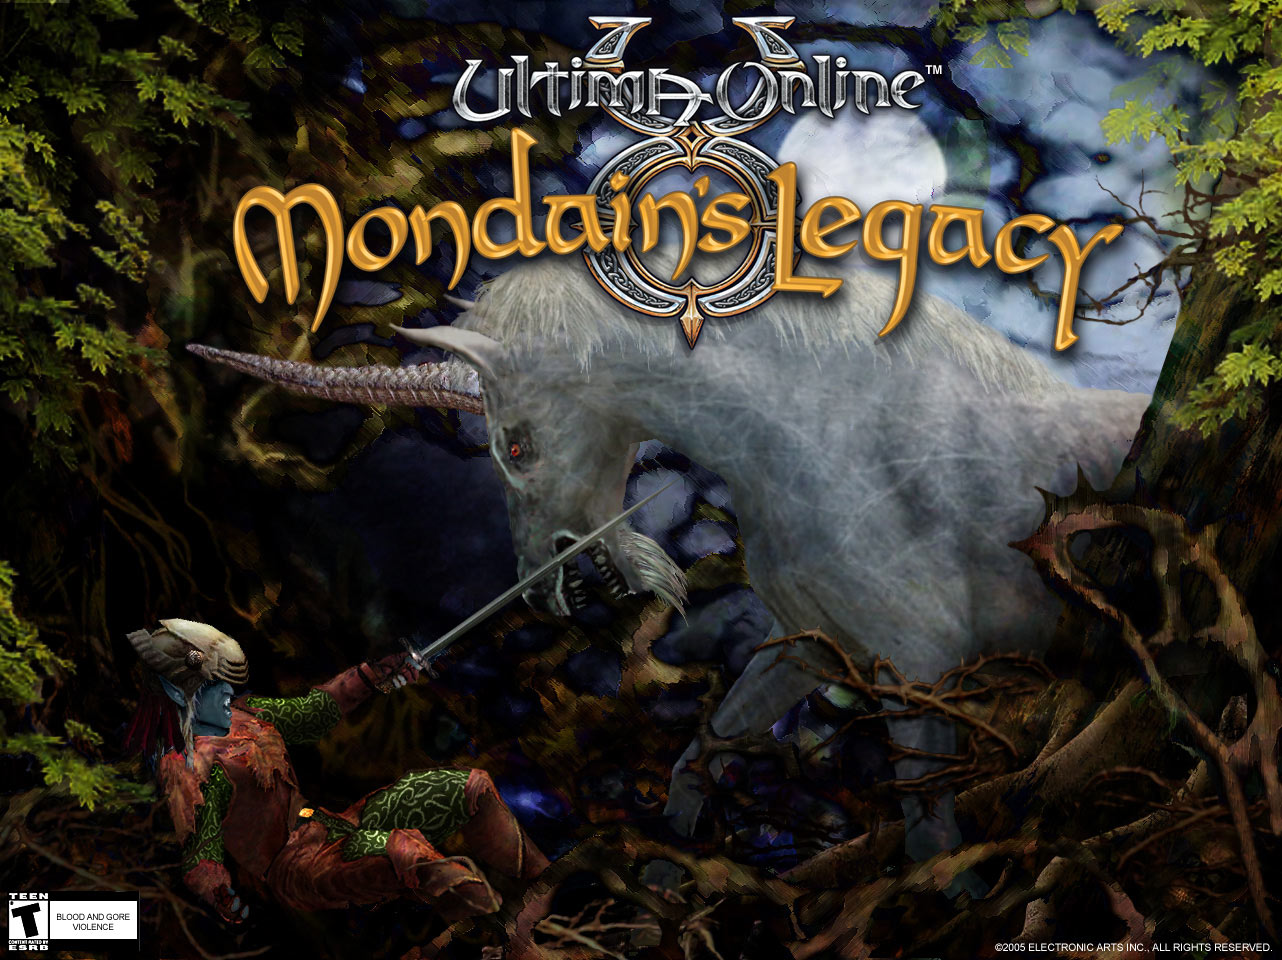 Ultima Online™
Mondain's Legacy
TEEN
T
CONTENT RATED BY
ESRB
BLOOD AND GORE
VIOLENCE
©2005 ELECTRONIC ARTS INC., ALL RIGHTS RESERVED.